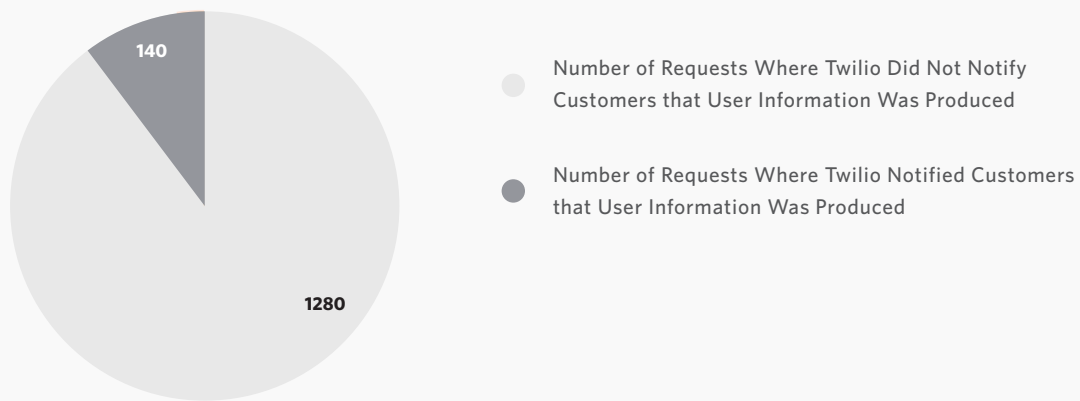 140
1280
Number of Requests Where Twilio Did Not Notify
Customers that User Information Was Produced
Number of Requests Where Twilio Notified Customers
that User Information Was Produced